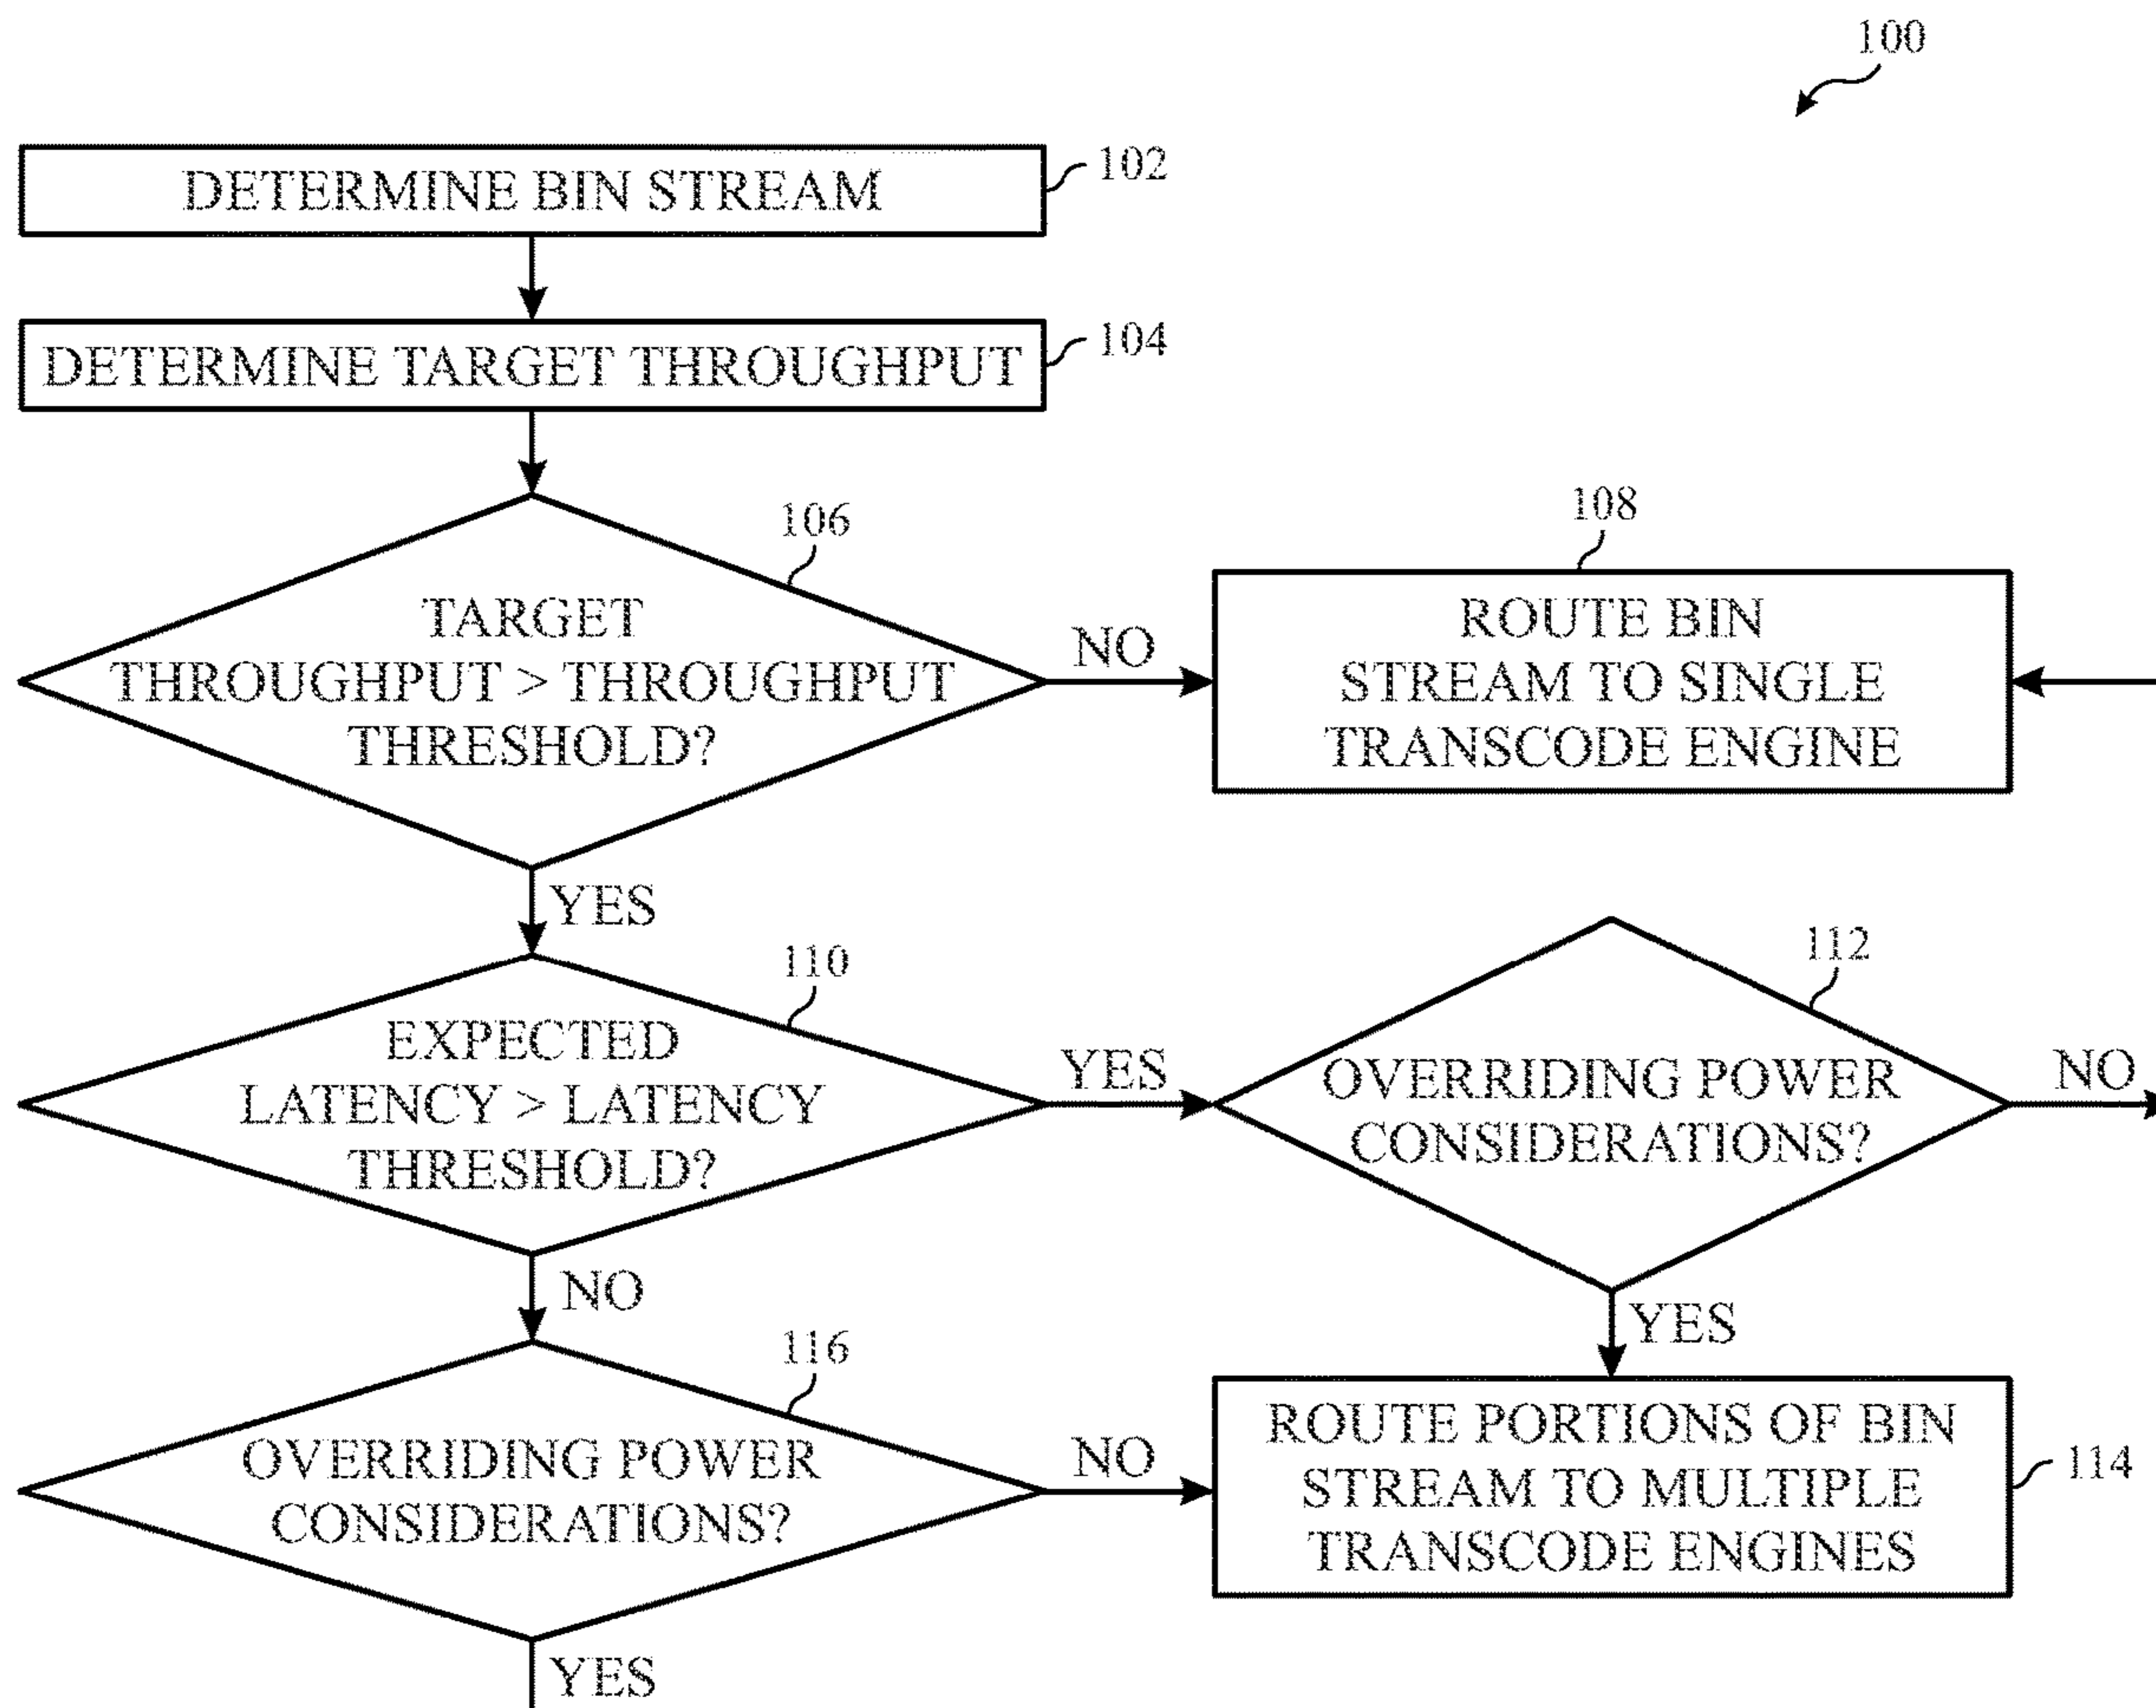 100
DETERMINE BIN STREAM
102
DETERMINE TARGET THROUGHPUT
104
106
TARGET
THROUGHPUT > THROUGHPUT
THRESHOLD?
NO
108
ROUTE BIN
STREAM TO SINGLE
TRANSCODE ENGINE
YES
110
EXPECTED
LATENCY > LATENCY
THRESHOLD?
YES
112
OVERRIDING POWER
CONSIDERATIONS?
NO
NO
YES
116
OVERRIDING POWER
CONSIDERATIONS?
NO
ROUTE PORTIONS OF BIN
STREAM TO MULTIPLE
TRANSCODE ENGINES
114
YES